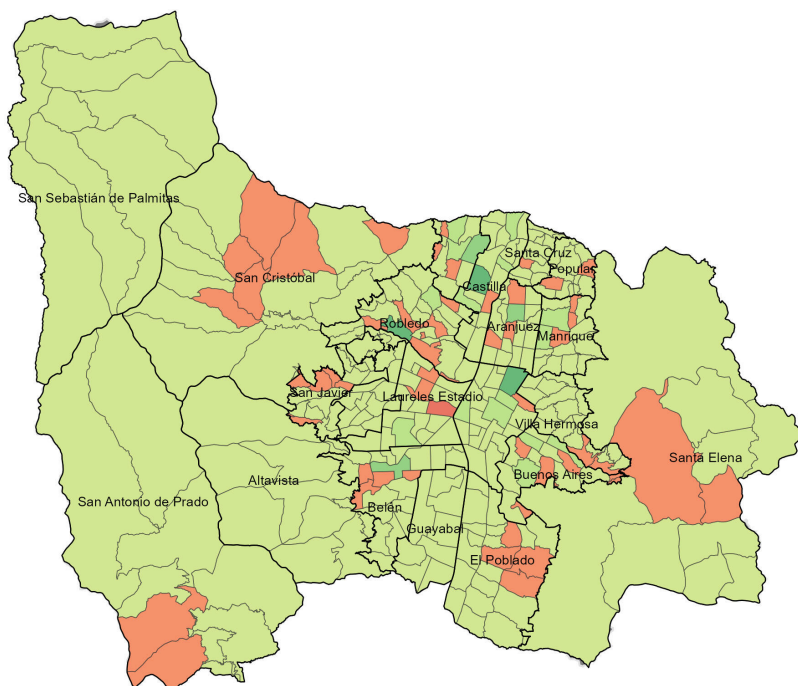 San Sebastián de Palmitas
San Cristóbal
Santa Cruz
Popular
Castilla
Robledo
Aranjuez
Manrique
San Javier
Laureles Estadio
Villa Hermosa
Santa Elena
Altavista
Buenos Aires
San Antonio de Prado
Belén
Guayabal
El Poblado